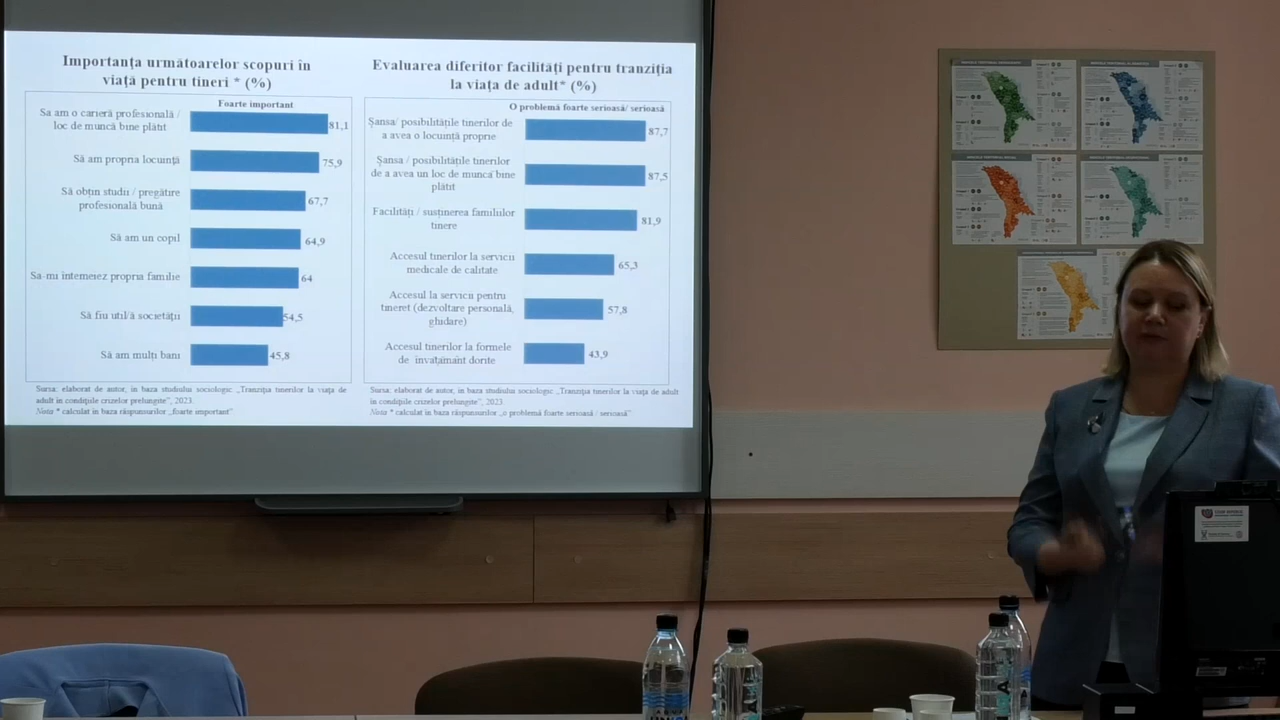 Importanța următoarelor scopuri în
viață pentru tineri * (%)
Foarte important
Sa am o carieră profesională /
loc de muncă bine plătit
81,1
Să am propria locuință
75,9
Să obțin studii / pregătire
profesională bună
67,7
Să am un copil
64,9
Sa-mi intemeiez propria familie
64
Să fiu util/ă societății
54,5
Să am mulți bani
45,8
Sursa: elaborat de autor, in baza studiului sociologic „Tranziția tinerilor la viața de
adult in condițiile crizelor prelungite", 2023.
Nota * calculat in baza răspunsurilor „foarte important"
Evaluarea diferitor facilități pentru tranziția
la viața de adult* (%)
O problemă foarte serioasă/ serioasă
Șansa/ posibilitățile tinerilor de
a avea o locuință proprie
87,7
Șansa / posibilitățile tinerilor
de a avea un loc de muncă bine
plătit
87,5
Facilități / susținerea familiilor
tinere
81,9
Accesul tinerilor la servicii
medicale de calitate
65,3
Accesul la servicii pentru
tineret (dezvoltare personală,
ghidare)
57,8
Accesul tinerilor la formele
de invățământ dorite
43,9
Sursa: elaborat de autor, in baza studiului sociologic „Tranziția tinerilor la viața de adult
in condițiile crizelor prelungite", 2023
Nota * calculat in baza răspunsurilor „o problemă foarte serioasă / serioasă"